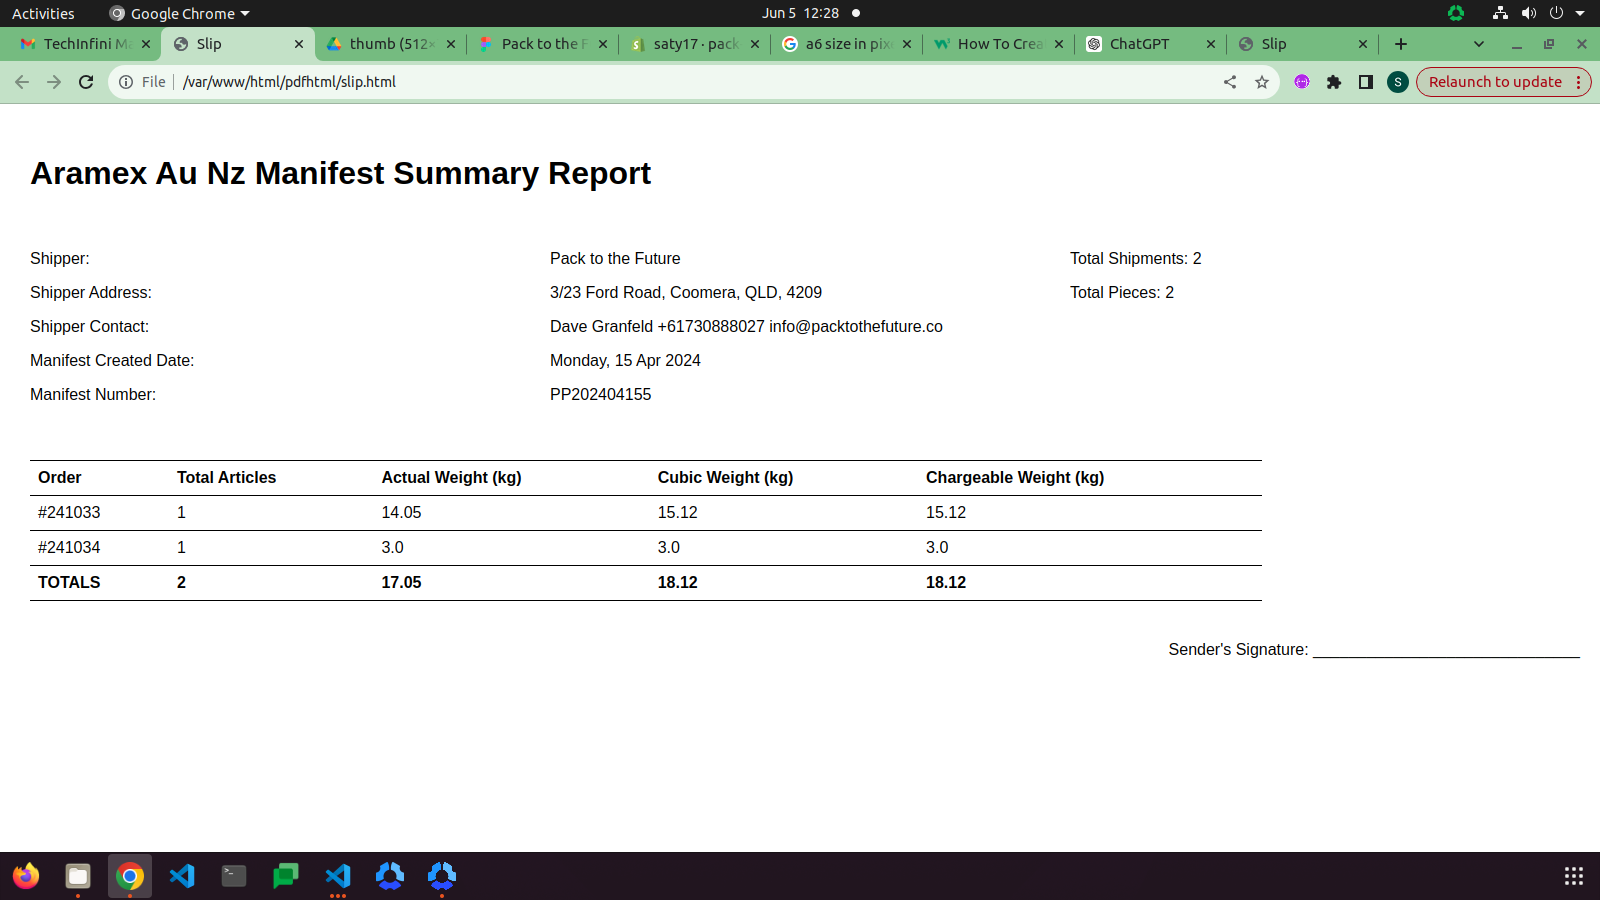 Activities Google Chrome Jun 5 12:28
TechInfini Ma Slip thumb (512× Pack to the F saty17 · pack a6 size in pixe How To Crea ChatGPT Slip
File /var/www/html/pdfhtml/slip.html S Relaunch to update
Aramex Au Nz Manifest Summary Report
Shipper: Pack to the Future Total Shipments: 2
Shipper Address: 3/23 Ford Road, Coomera, QLD, 4209 Total Pieces: 2
Shipper Contact: Dave Granfeld +61730888027 info@packtothefuture.co
Manifest Created Date: Monday, 15 Apr 2024
Manifest Number: PP202404155
Order Total Articles Actual Weight (kg) Cubic Weight (kg) Chargeable Weight (kg)
#241033 1 14.05 15.12 15.12
#241034 1 3.0 3.0 3.0
TOTALS 2 17.05 18.12 18.12
Sender's Signature: ______________________________